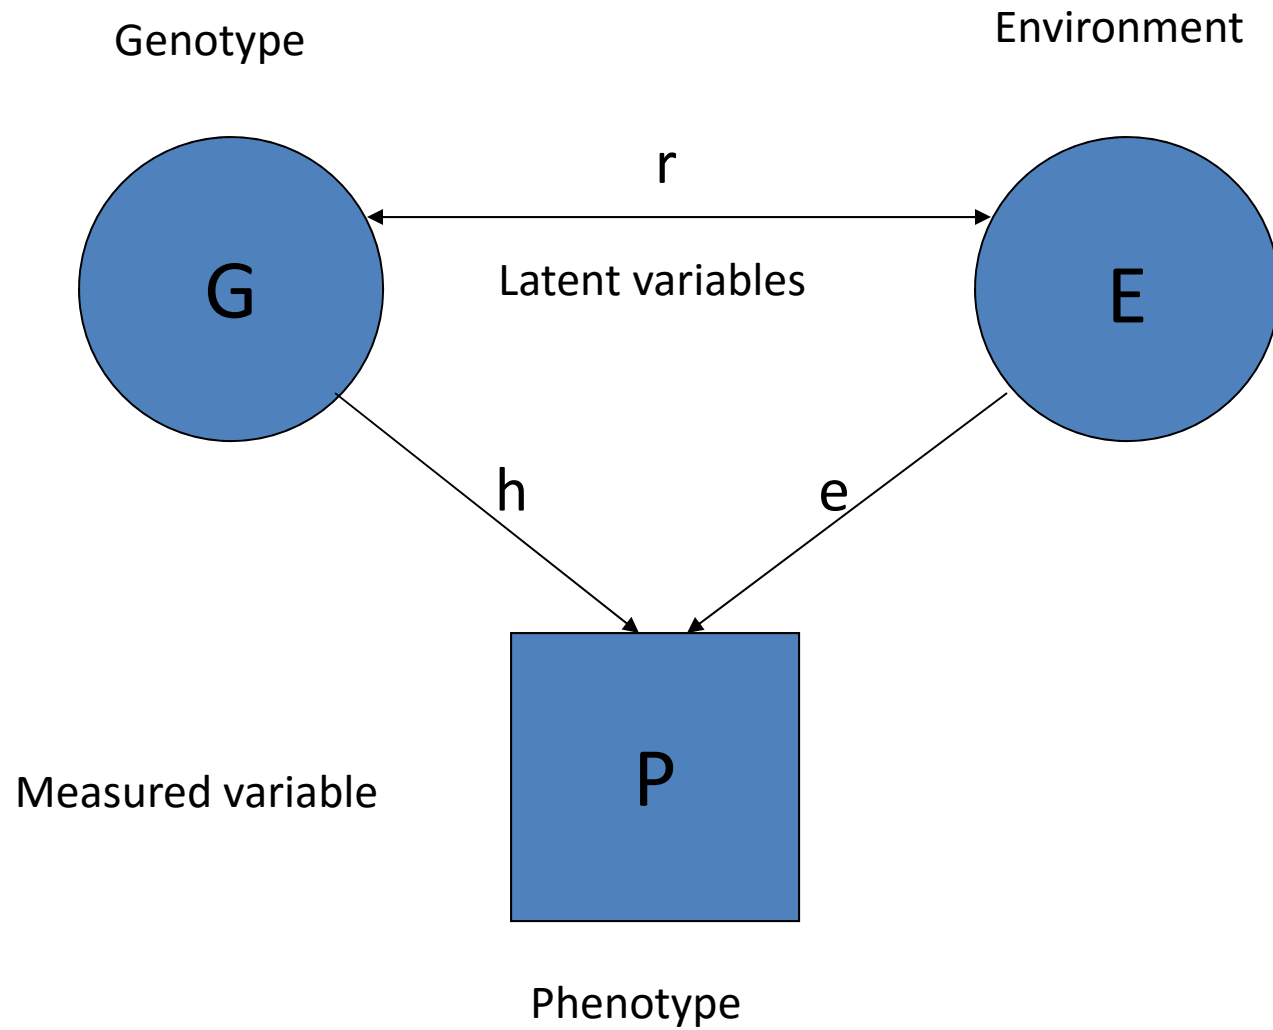 Genotype
Environment
r
G
Latent variables
E
h
e
P
Measured variable
Phenotype